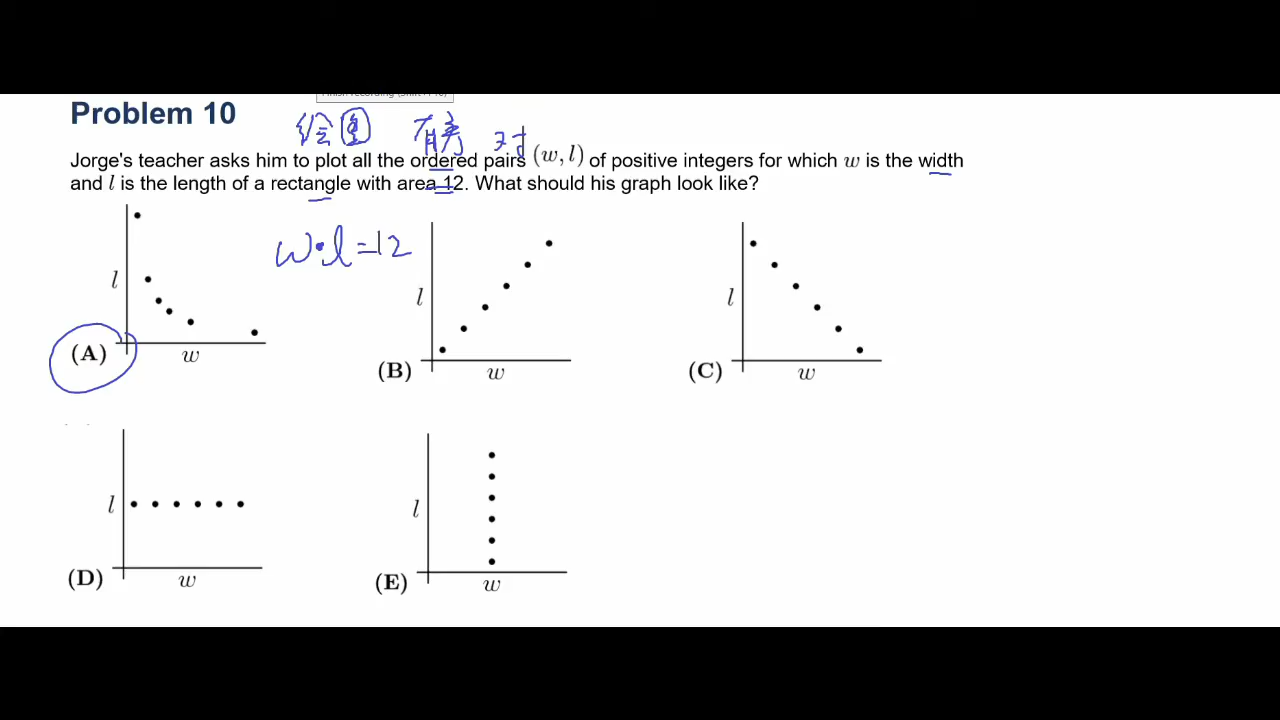 Problem 10
绘图 有序 对
Jorge's teacher asks him to plot all the ordered pairs (w, l) of positive integers for which w is the width
and l is the length of a rectangle with area 12. What should his graph look like?
w·l=12
l
w
(A)
l
w
(B)
l
w
(C)
l
w
(D)
l
w
(E)